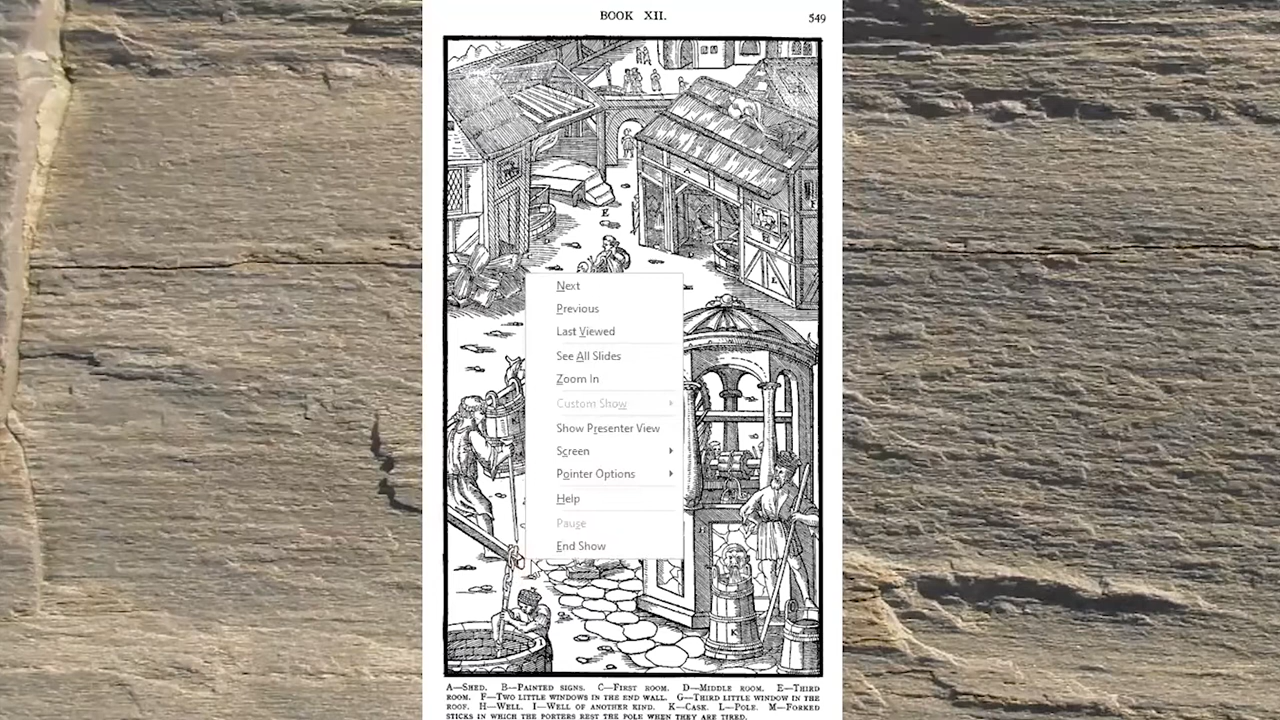 BOOK XII.
549
E
Next
Previous
Last Viewed
See All Slides
Zoom In
Custom Show
Show Presenter View
Screen
Pointer Options
Help
Pause
End Show
K
A—SHED. B—PAINTED SIGNS. C—FIRST ROOM. D—MIDDLE ROOM. E—THIRD
ROOM. F—TWO LITTLE WINDOWS IN THE END WALL. G—THIRD LITTLE WINDOW IN THE
ROOF. H—WELL. I—WELL OF ANOTHER KIND. K—CASK. L—POLE. M—FORKED
STICKS IN WHICH THE PORTERS REST THE POLE WHEN THEY ARE TIRED.